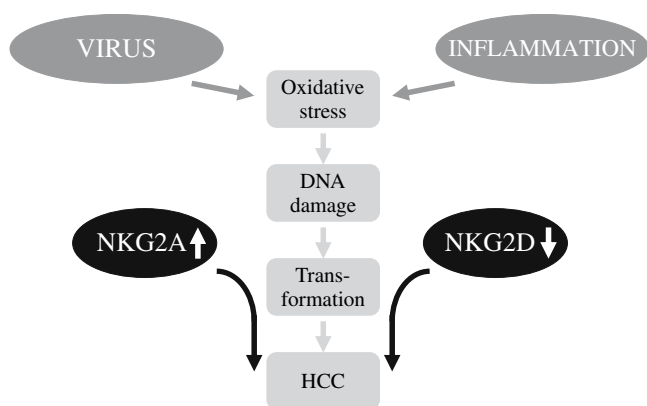 VIRUS
INFLAMMATION
Oxidative
stress
DNA
damage
NKG2A
NKG2D
Trans-
formation
HCC